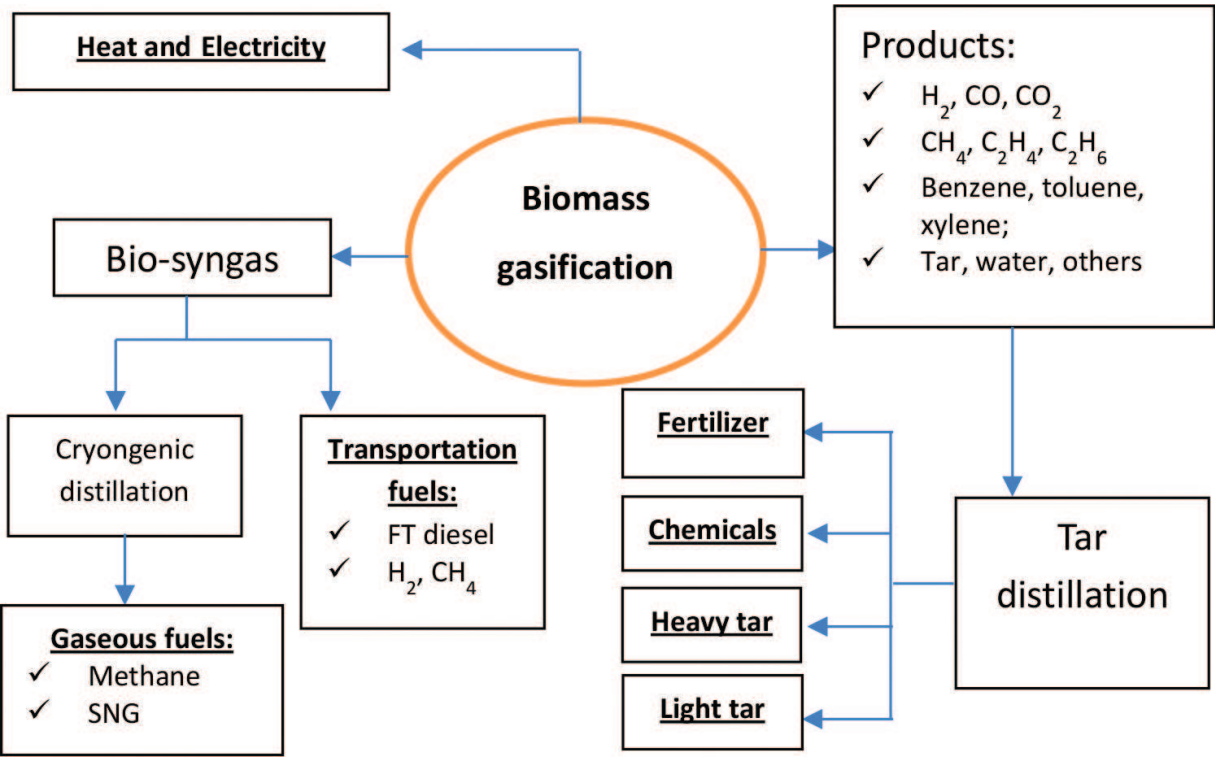 Heat and Electricity
Products:
✓ H₂, CO, CO₂
✓ CH₄, C₂H₄, C₂H₆
✓ Benzene, toluene,
xylene;
✓ Tar, water, others
Biomass
gasification
Bio-syngas
Cryongenic
distillation
Transportation
fuels:
✓ FT diesel
✓ H₂, CH₄
Gaseous fuels:
✓ Methane
✓ SNG
Fertilizer
Chemicals
Heavy tar
Light tar
Tar
distillation